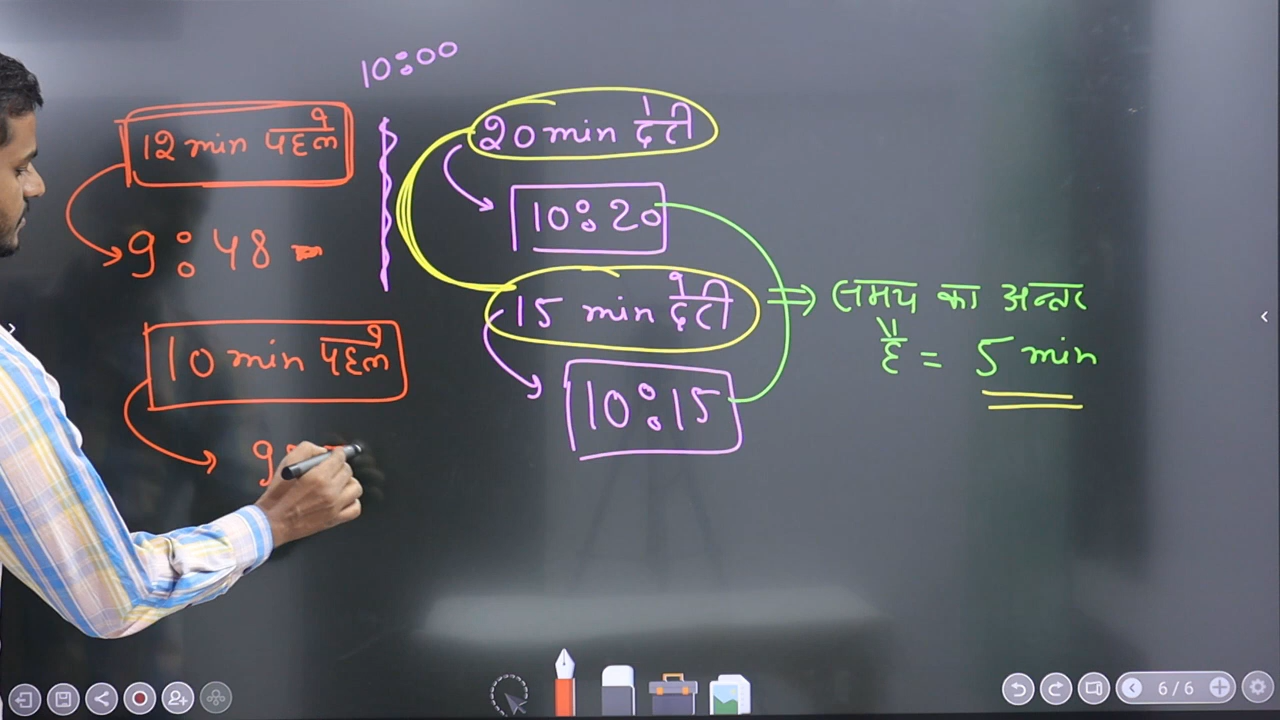 10:00
12 min पहले
9:48
10 min पहले
9:
20 min देरी
10:20
15 min देरी
10:15
⇒ समय का अन्तर
है = 5 min
6/6